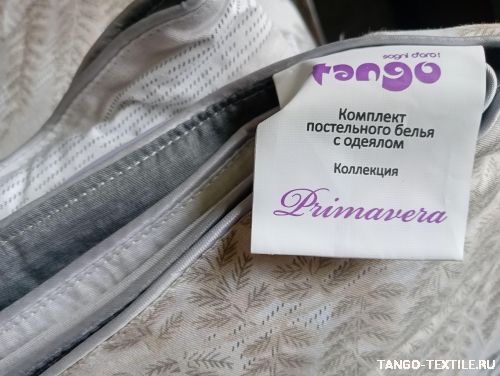 sogni d'oro!
tango
Комплект
постельного белья
с одеялом
Коллекция
Primavera
TANGO-TEXTILE.RU